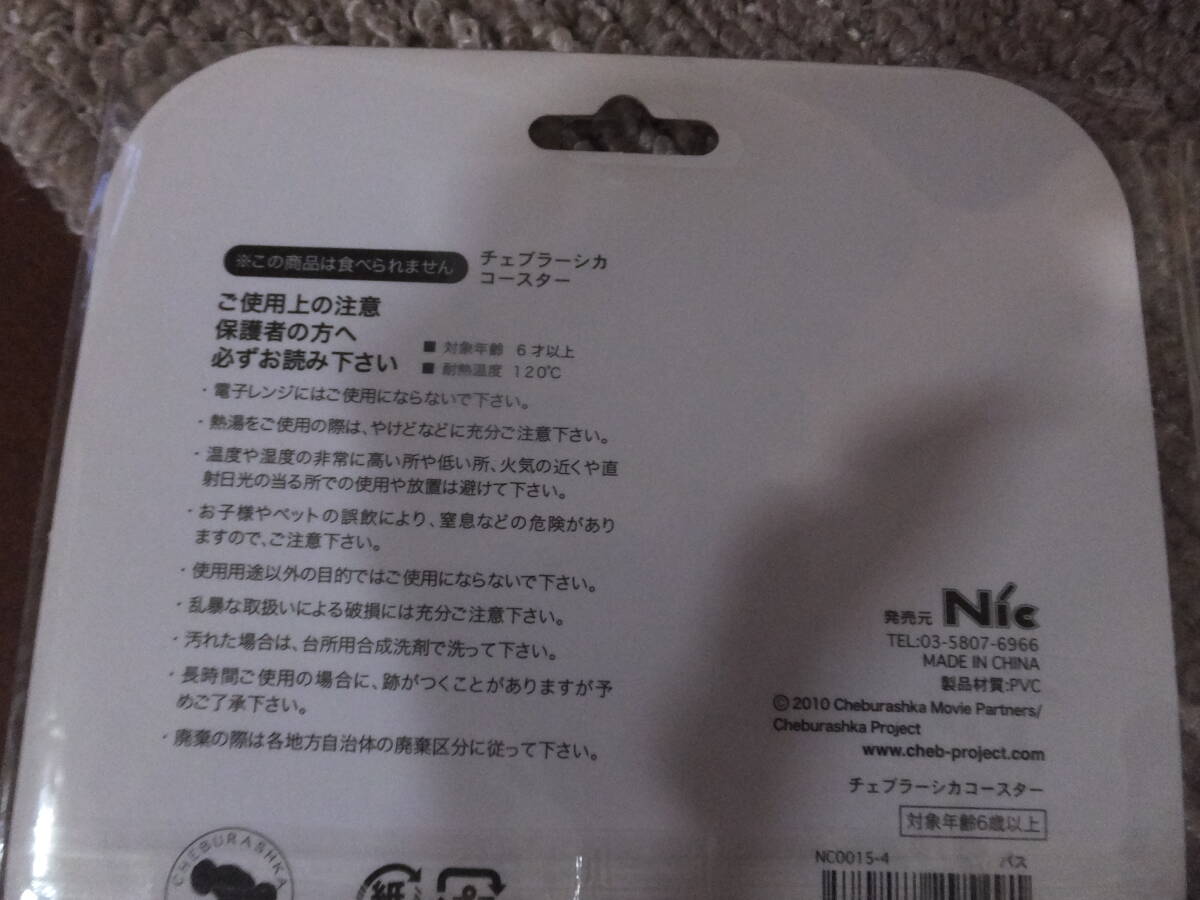 ※この商品は食べられません
チェブラーシカ
コースター
ご使用上の注意
保護者の方へ
必ずお読み下さい
■ 対象年齢 6才以上
■ 耐熱温度 120℃
・電子レンジにはご使用にならないで下さい。
・熱湯をご使用の際は、やけどなどに充分ご注意下さい。
・温度や湿度の非常に高い所や低い所、火気の近くや直
射日光の当る所での使用や放置は避けて下さい。
・お子様やペットの誤飲により、窒息などの危険があり
ますので、ご注意下さい。
・使用用途以外の目的ではご使用にならないで下さい。
・乱暴な取扱いによる破損には充分ご注意下さい。
・汚れた場合は、台所用合成洗剤で洗って下さい。
・長時間ご使用の場合に、跡がつくことがありますが予
めご了承下さい。
・廃棄の際は各地方自治体の廃棄区分に従って下さい。
発売元 Nic
TEL:03-5807-6966
MADE IN CHINA
製品材質:PVC
© 2010 Cheburashka Movie Partners/
Cheburashka Project
www.cheb-project.com
チェブラーシカコースター
対象年齢6歳以上
NC0015-4 バス
CHEBURASHKA
紙